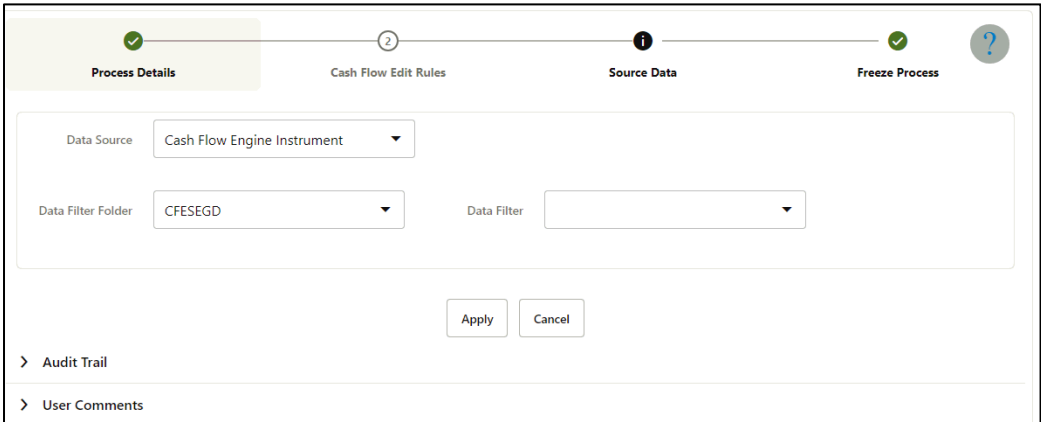 2
i
?
Process Details
Cash Flow Edit Rules
Source Data
Freeze Process
Data Source
Cash Flow Engine Instrument
Data Filter Folder
CFESEGD
Data Filter
Apply
Cancel
Audit Trail
User Comments